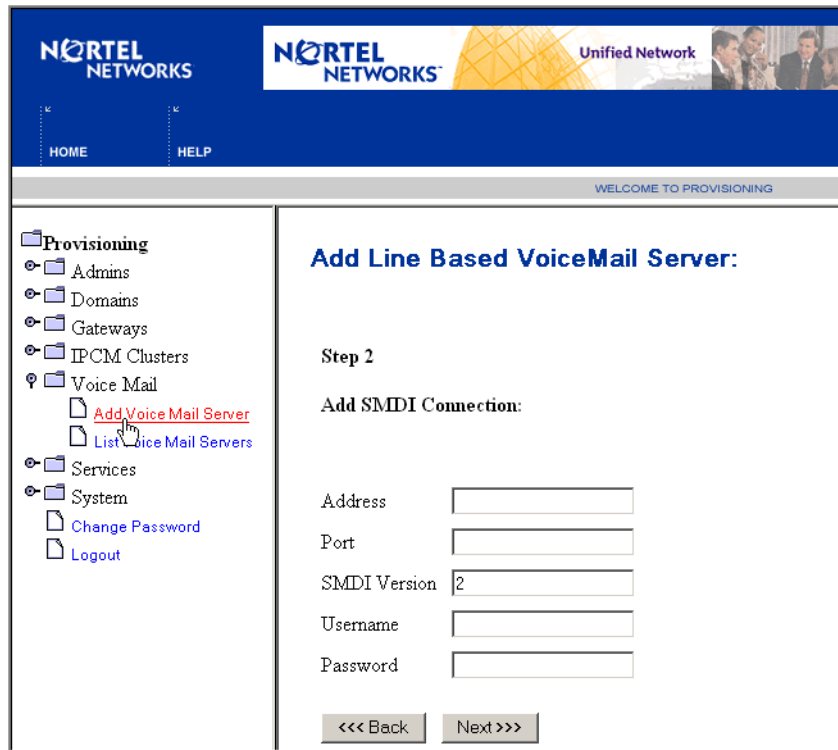 NORTEL
NETWORKS
NORTEL
NETWORKS™
Unified Network
HOME
HELP
WELCOME TO PROVISIONING
Provisioning
Admins
Domains
Gateways
IPCM Clusters
Voice Mail
Add Voice Mail Server
List Voice Mail Servers
Services
System
Change Password
Logout
Add Line Based VoiceMail Server:
Step 2
Add SMDI Connection:
Address
Port
SMDI Version 2
Username
Password
<<< Back Next >>>